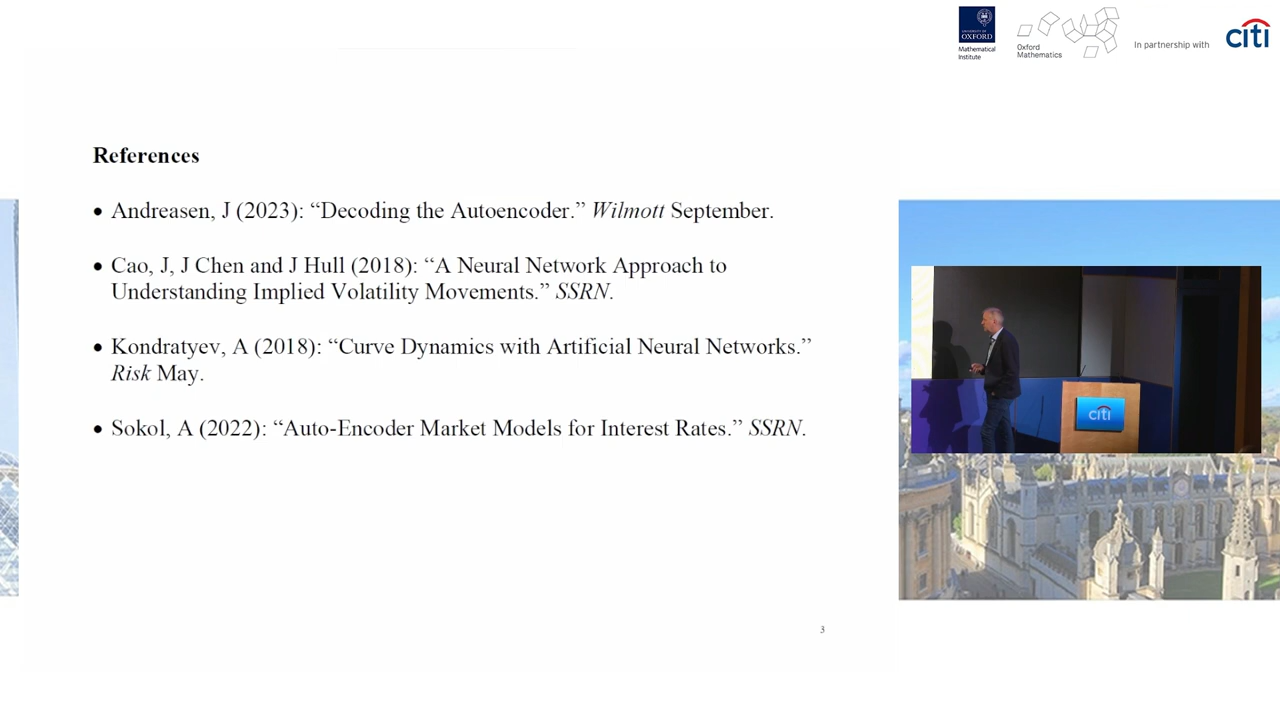 UNIVERSITY OF
OXFORD
Mathematical
Institute
Oxford
Mathematics
In partnership with
citi
References
• Andreasen, J (2023): “Decoding the Autoencoder.” Wilmott September.
• Cao, J, J Chen and J Hull (2018): “A Neural Network Approach to
Understanding Implied Volatility Movements.” SSRN.
• Kondratyev, A (2018): “Curve Dynamics with Artificial Neural Networks.”
Risk May.
• Sokol, A (2022): “Auto-Encoder Market Models for Interest Rates.” SSRN.
citi
3